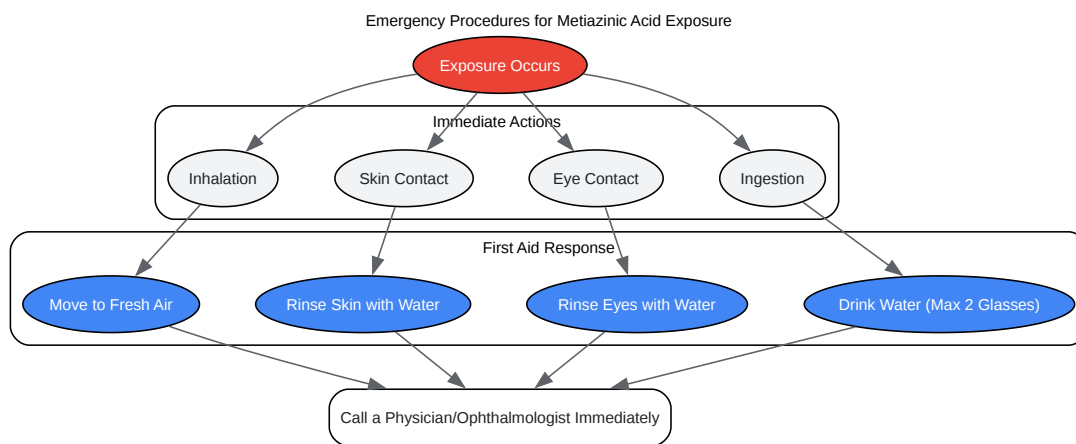 Emergency Procedures for Metiazinic Acid Exposure
Exposure Occurs
Immediate Actions
Inhalation
Skin Contact
Eye Contact
Ingestion
First Aid Response
Move to Fresh Air
Rinse Skin with Water
Rinse Eyes with Water
Drink Water (Max 2 Glasses)
Call a Physician/Ophthalmologist Immediately